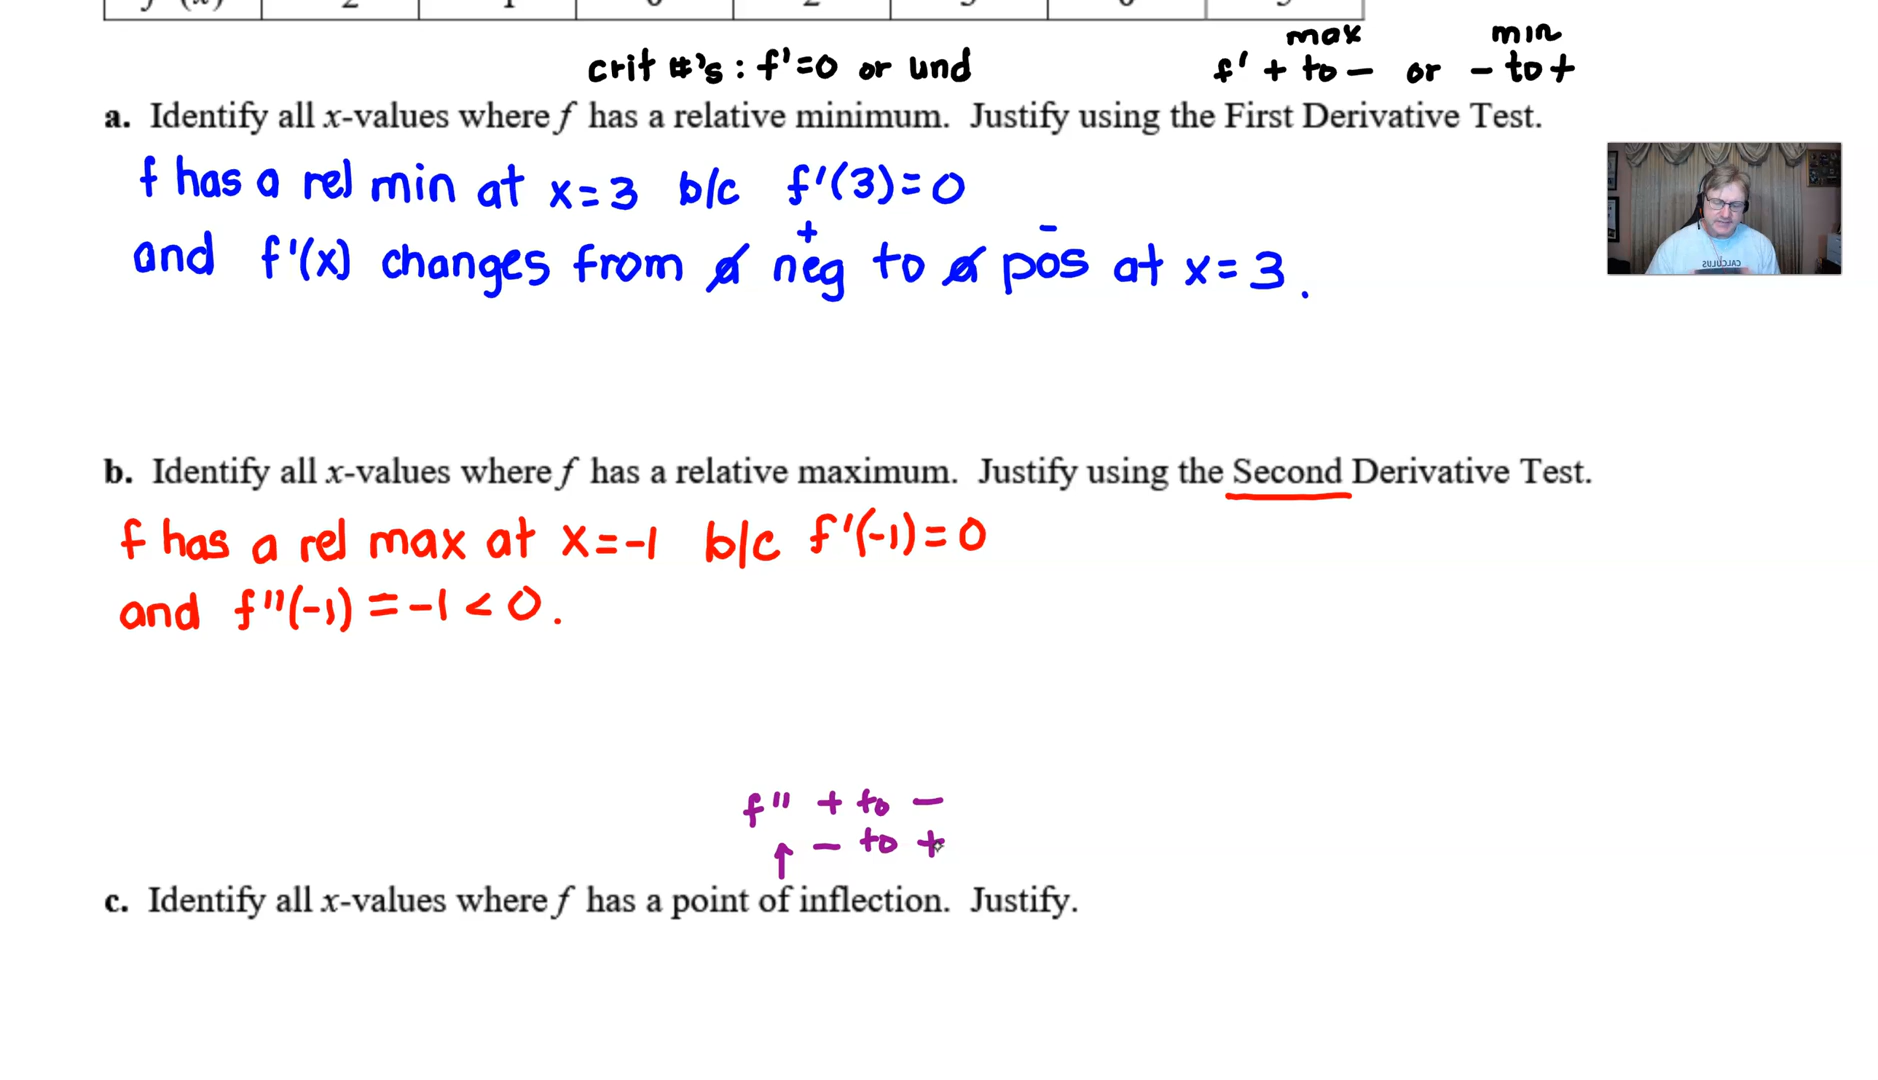 max min
crit #'s : f'=0 or und f' + to − or − to +
a. Identify all x-values where f has a relative minimum. Justify using the First Derivative Test.
f has a rel min at x=3 b/c f'(3)=0
+ −
and f'(x) changes from neg to pos at x=3.
b. Identify all x-values where f has a relative maximum. Justify using the Second Derivative Test.
f has a rel max at x=-1 b/c f'(-1)=0
and f''(-1) = -1 < 0.
f'' + to −
↑ − to +
c. Identify all x-values where f has a point of inflection. Justify.
CALCULUS